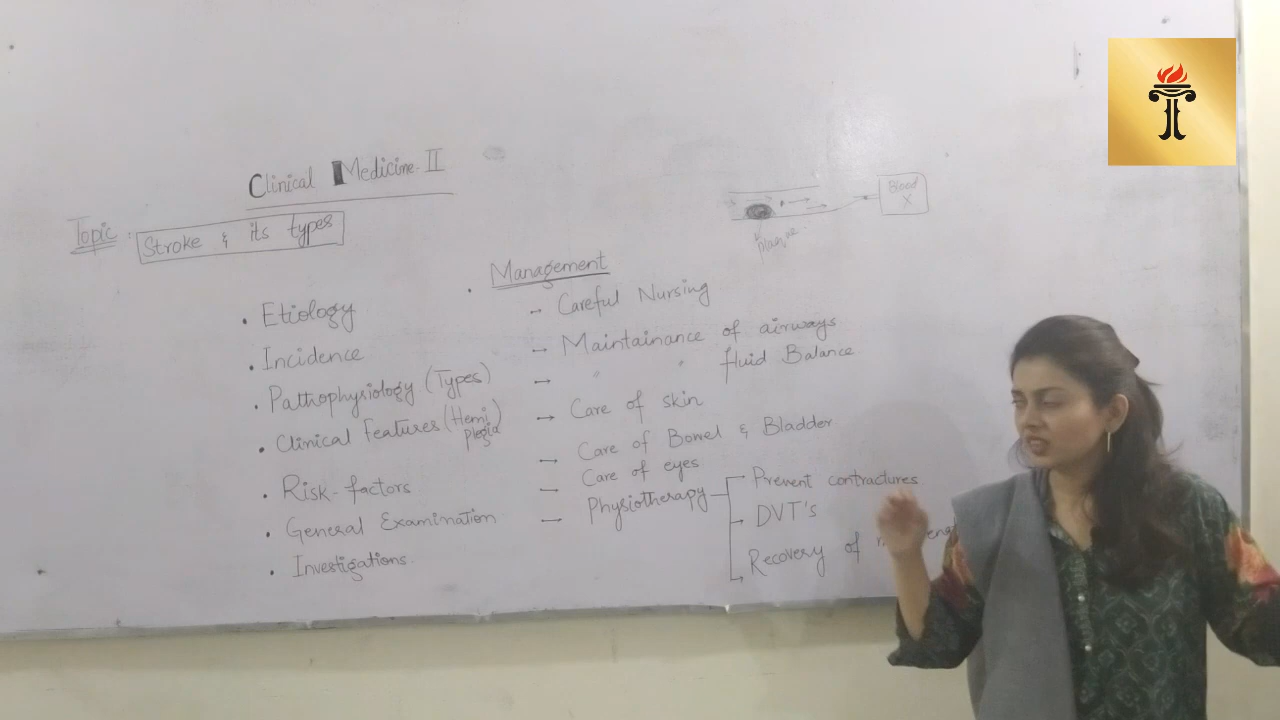 Clinical Medicine-II
Topic : Stroke & its types
• Etiology
• Incidence
• Pathophysiology (Types)
• Clinical Features (Hemi
plegia)
• Risk-factors
• General Examination
• Investigations.
• Management
→ Careful Nursing
→ Maintainance of airways
→ " " fluid Balance
→ Care of skin
→ Care of Bowel & Bladder
→ Care of eyes
→ Physiotherapy
Prevent contractures
→ DVT's
→ Recovery of
Blood
X